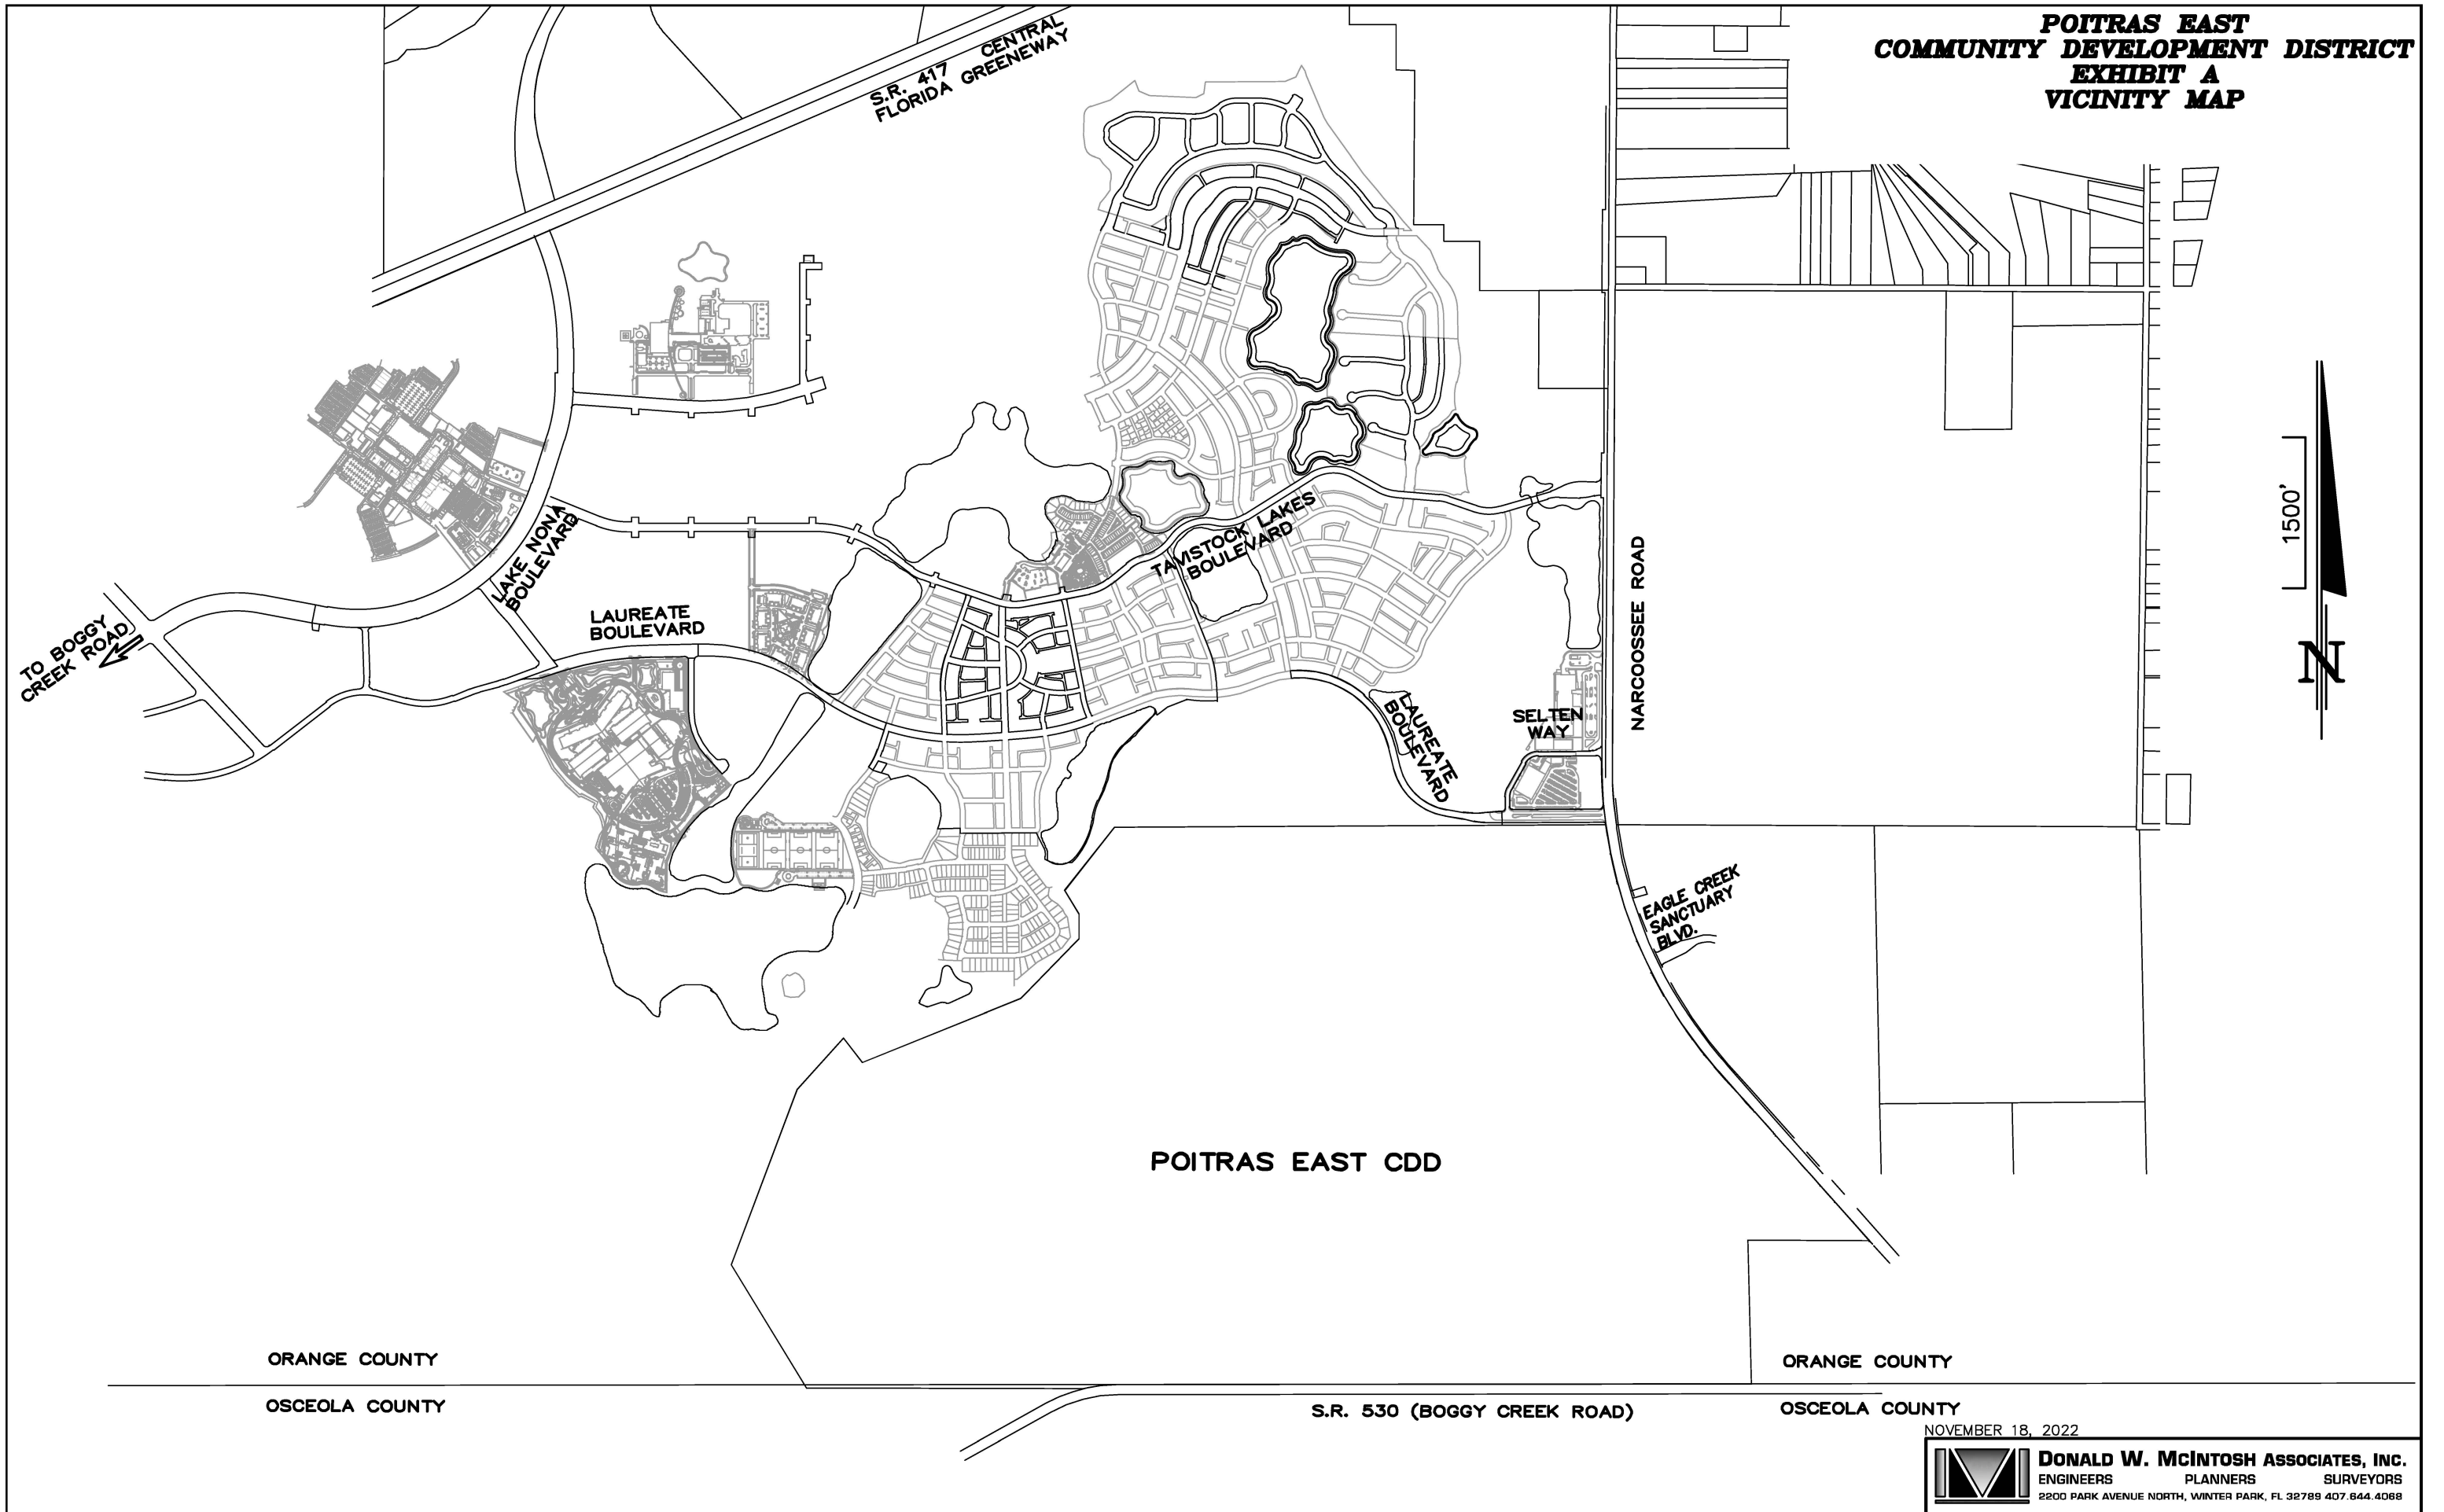 POITRAS EAST
COMMUNITY DEVELOPMENT DISTRICT
EXHIBIT A
VICINITY MAP
S.R. 417 CENTRAL
FLORIDA GREENEWAY
1500'
N
LAKE NONA
BOULEVARD
TAVISTOCK LAKES
BOULEVARD
NARCOOSSEE ROAD
LAUREATE
BOULEVARD
TO BOGGY
CREEK ROAD
LAUREATE
BOULEVARD
SELTEN
WAY
EAGLE CREEK
SANCTUARY
BLVD.
POITRAS EAST CDD
ORANGE COUNTY
ORANGE COUNTY
OSCEOLA COUNTY
S.R. 530 (BOGGY CREEK ROAD)
OSCEOLA COUNTY
NOVEMBER 18, 2022
DONALD W. MCINTOSH ASSOCIATES, INC.
ENGINEERS PLANNERS SURVEYORS
2200 PARK AVENUE NORTH, WINTER PARK, FL 32789 407.644.4068